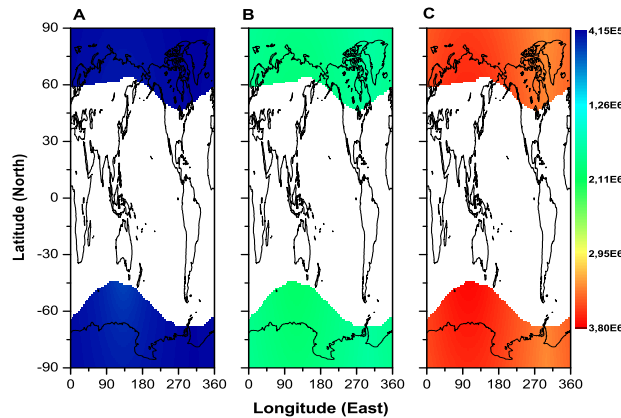 A B C
90
60
30
0
-30
-60
-90
Latitude (North)
0 90 180 270 360
0 90 180 270 360
0 90 180 270 360
Longitude (East)
4,15E5
1,26E6
2,11E6
2,95E6
3,80E6